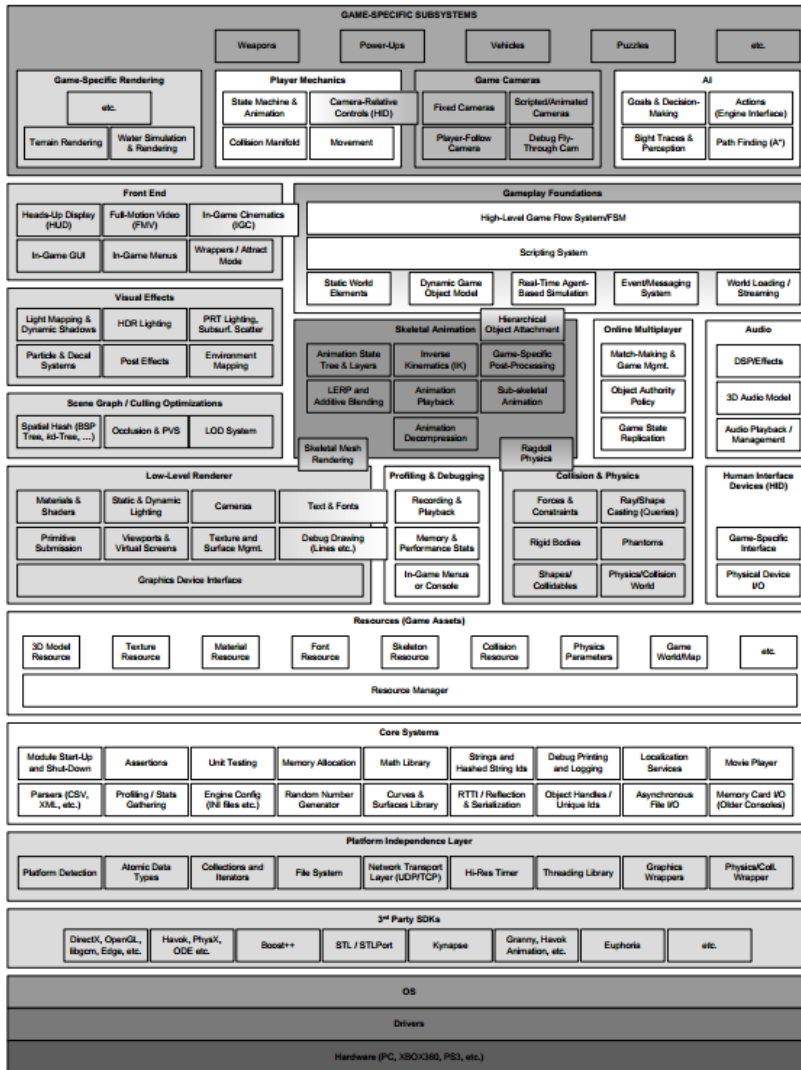 GAME-SPECIFIC SUBSYSTEMS
Weapons
Power-Ups
Vehicles
Puzzles
etc.
Game-Specific Rendering
etc.
Terrain Rendering
Water Simulation
& Rendering
Player Mechanics
State Machine &
Animation
Camera-Relative
Controls (HID)
Collision Manifold
Movement
Game Cameras
Fixed Cameras
Scripted/Animated
Cameras
Player-Follow
Camera
Debug Fly-
Through Cam
AI
Goals & Decision-
Making
Actions
(Engine Interface)
Sight Traces &
Perception
Path Finding (A*)
Front End
Heads-Up Display
(HUD)
Full-Motion Video
(FMV)
In-Game Cinematics
(IGC)
In-Game GUI
In-Game Menus
Wrappers / Attract
Mode
Gameplay Foundations
High-Level Game Flow System/FSM
Scripting System
Static World
Elements
Dynamic Game
Object Model
Real-Time Agent-
Based Simulation
Event/Messaging
System
World Loading /
Streaming
Visual Effects
Light Mapping &
Dynamic Shadows
HDR Lighting
PRT Lighting,
Subsurf. Scatter
Particle & Decal
Systems
Post Effects
Environment
Mapping
Skeletal Animation
Hierarchical
Object Attachment
Animation State
Tree & Layers
Inverse
Kinematics (IK)
Game-Specific
Post-Processing
LERP and
Additive Blending
Animation
Playback
Sub-skeletal
Animation
Animation
Decompression
Skeletal Mesh
Rendering
Ragdoll
Physics
Online Multiplayer
Match-Making &
Game Mgmt.
Object Authority
Policy
Game State
Replication
Audio
DSP/Effects
3D Audio Model
Audio Playback /
Management
Scene Graph / Culling Optimizations
Spatial Hash (BSP
Tree, kd-Tree, ...)
Occlusion & PVS
LOD System
Low-Level Renderer
Materials &
Shaders
Static & Dynamic
Lighting
Cameras
Text & Fonts
Primitive
Submission
Viewports &
Virtual Screens
Texture and
Surface Mgmt.
Debug Drawing
(Lines etc.)
Graphics Device Interface
Profiling & Debugging
Recording &
Playback
Memory &
Performance Stats
In-Game Menus
or Console
Collision & Physics
Forces &
Constraints
Ray/Shape
Casting (Queries)
Rigid Bodies
Phantoms
Shapes/
Collidables
Physics/Collision
World
Human Interface
Devices (HID)
Game-Specific
Interface
Physical Device
I/O
Resources (Game Assets)
3D Model
Resource
Texture
Resource
Material
Resource
Font
Resource
Skeleton
Resource
Collision
Resource
Physics
Parameters
Game
World/Map
etc.
Resource Manager
Core Systems
Module Start-Up
and Shut-Down
Assertions
Unit Testing
Memory Allocation
Math Library
Strings and
Hashed String Ids
Debug Printing
and Logging
Localization
Services
Movie Player
Parsers (CSV,
XML, etc.)
Profiling / Stats
Gathering
Engine Config
(INI files etc.)
Random Number
Generator
Curves &
Surfaces Library
RTTI / Reflection
& Serialization
Object Handles /
Unique Ids
Asynchronous
File I/O
Memory Card I/O
(Older Consoles)
Platform Independence Layer
Platform Detection
Atomic Data
Types
Collections and
Iterators
File System
Network Transport
Layer (UDP/TCP)
Hi-Res Timer
Threading Library
Graphics
Wrappers
Physics/Coll.
Wrapper
3rd Party SDKs
DirectX, OpenGL,
libgcm, Edge, etc.
Havok, PhysX,
ODE etc.
Boost++
STL / STLPort
Kynapse
Granny, Havok
Animation, etc.
Euphoria
etc.
OS
Drivers
Hardware (PC, XBOX360, PS3, etc.)